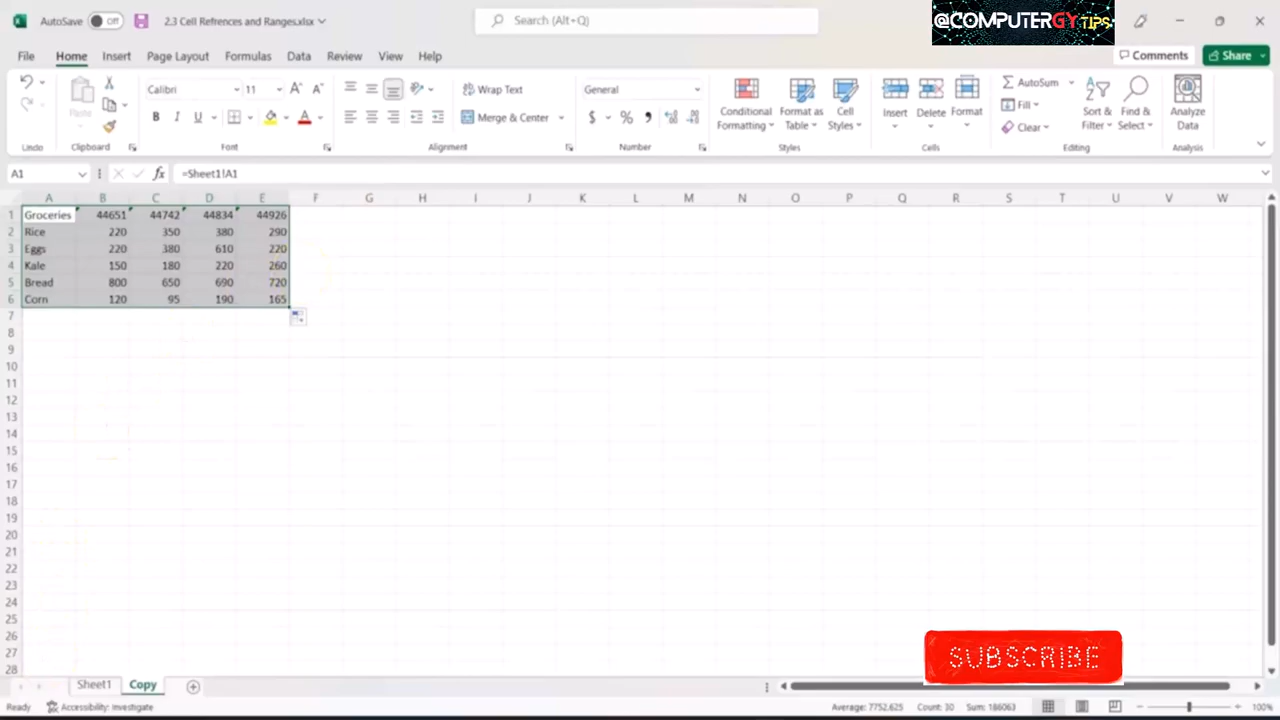 AutoSave Off 2.3 Cell Refrences and Ranges.xlsx Search (Alt+Q) @COMPUTERGY TIPS
File Home Insert Page Layout Formulas Data Review View Help Comments Share
Calibri 11 Wrap Text General AutoSum
Paste Conditional Formatting Format as Table Cell Styles Insert Delete Format Fill Sort & Filter Find & Select Analyze Data
B I U A Merge & Center $ % Clear
Undo Clipboard Font Alignment Number Styles Cells Editing Analysis
A1 fx =Sheet1!A1
A B C D E F G H I J K L M N O P Q R S T U V W
1 Groceries 44651 44742 44834 44926
2 Rice 220 350 380 290
3 Eggs 220 380 610 220
4 Kale 150 180 220 260
5 Bread 800 650 690 720
6 Corn 120 95 190 165
7
8
9
10
11
12
13
14
15
16
17
18
19
20
21
22
23
24
25
26
27
28
SUBSCRIBE
Sheet1 Copy
Ready Accessibility: Investigate Average: 7752.625 Count: 30 Sum: 186063 100%